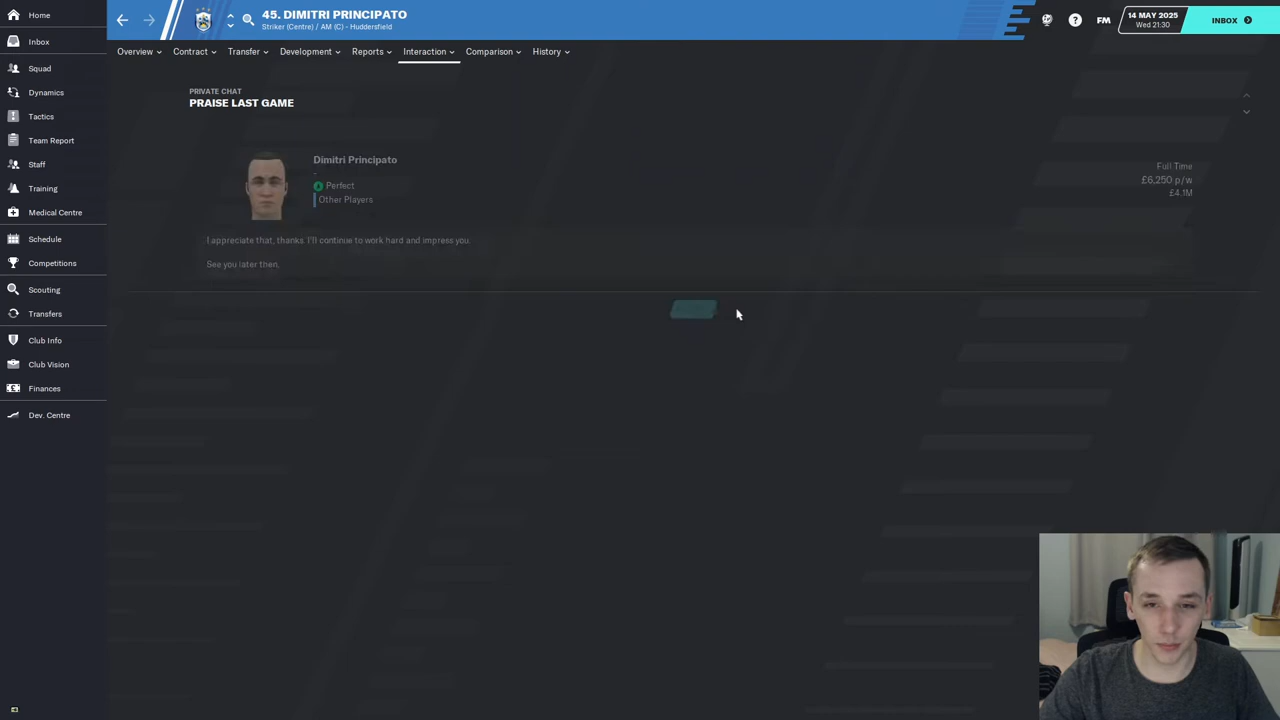 Home
Inbox
Squad
Dynamics
Tactics
Team Report
Staff
Training
Medical Centre
Schedule
Competitions
Scouting
Transfers
Club Info
Club Vision
Finances
Dev. Centre
45. DIMITRI PRINCIPATO
Striker (Centre) / AM (C) - Huddersfield
FM
14 MAY 2025
Wed 21:30
INBOX
Overview
Contract
Transfer
Development
Reports
Interaction
Comparison
History
PRIVATE CHAT
PRAISE LAST GAME
Dimitri Principato
-
Perfect
Other Players
Full Time
£6,250 p/w
£4.1M
I appreciate that, thanks. I'll continue to work hard and impress you.
See you later then.